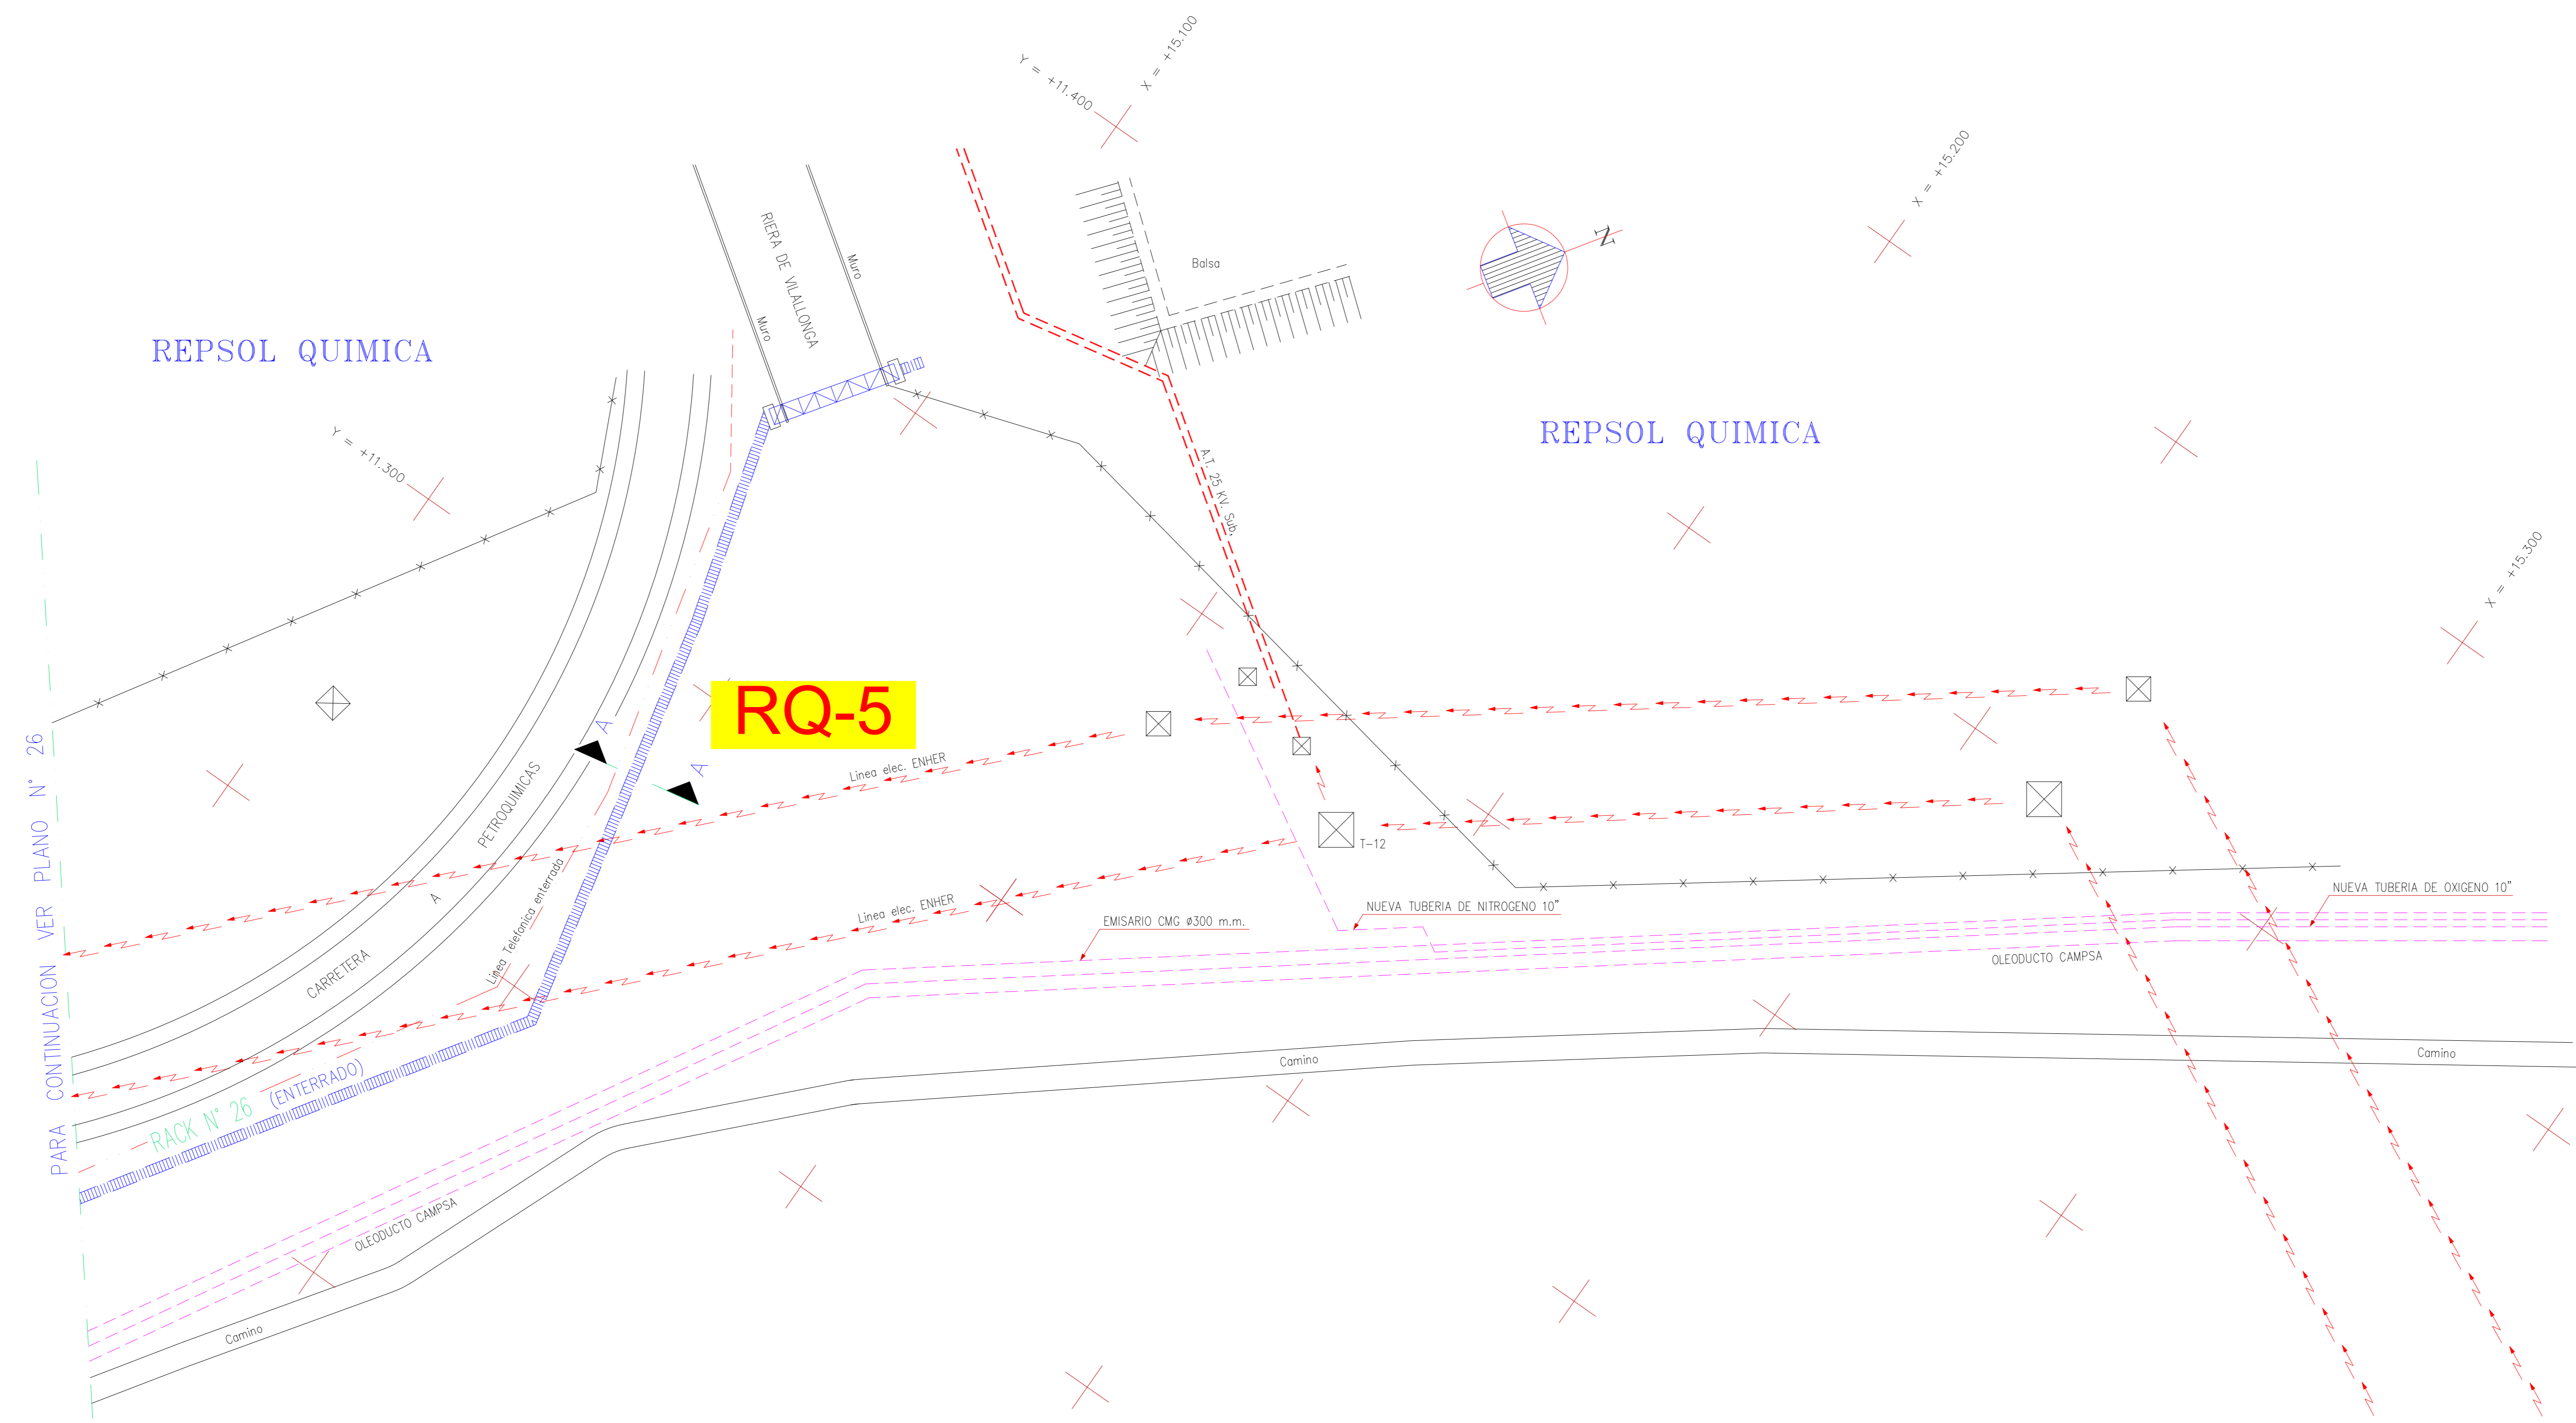 X = +15.100
Y = +11.400
X = +15.200
RIERA DE VILALLONGA
Muro
Muro
Balsa
N
REPSOL QUIMICA
REPSOL QUIMICA
Y = +11.300
A.T. 25 KV. Sub.
X = +15.300
RQ-5
A
A
PARA CONTINUACION VER PLANO N° 26
Linea elec. ENHER
PETROQUIMICAS
A
CARRETERA
T-12
Linea Telefonica enterrada
Linea elec. ENHER
NUEVA TUBERIA DE OXIGENO 10"
NUEVA TUBERIA DE NITROGENO 10"
EMISARIO CMG ø300 m.m.
OLEODUCTO CAMPSA
Camino
Camino
RACK N° 26 (ENTERRADO)
OLEODUCTO CAMPSA
Camino